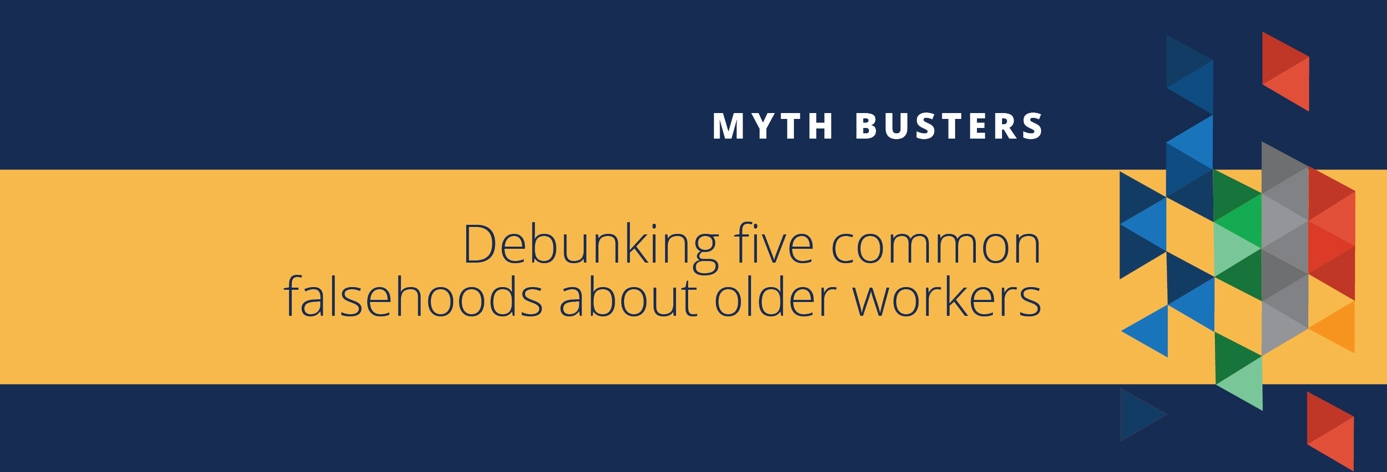 MYTH BUSTERS
Debunking five common
falsehoods about older workers